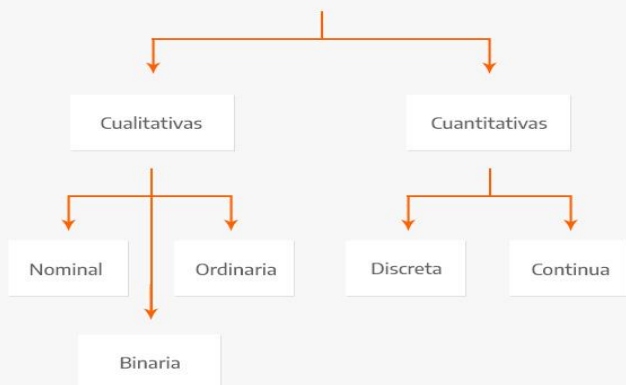 Cualitativas
Cuantitativas
Nominal
Ordinaria
Discreta
Continua
Binaria